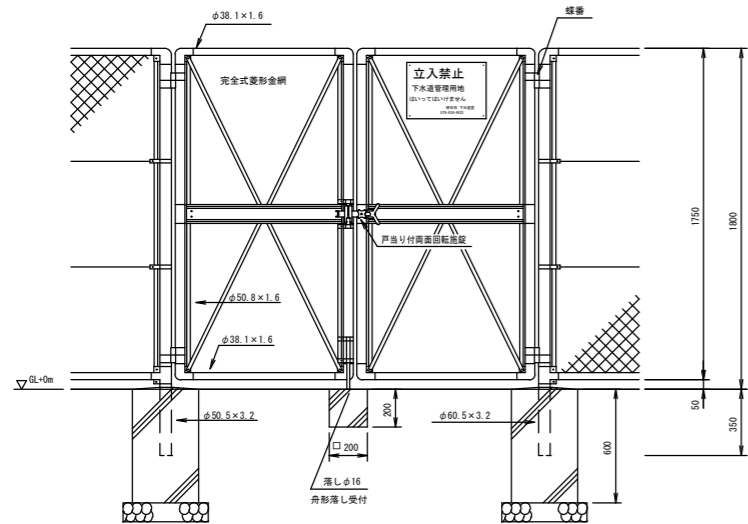 φ38.1×1.6
蝶番
完全式菱形金網
立入禁止
下水道管理用地
はいってはいけません
1750
1800
戸当り付両面回転施錠
φ50.8×1.6
φ38.1×1.6
GL+0m
φ50.5×3.2
200
φ60.5×3.2
50
350
600
□200
落しφ16
舟形落し受付